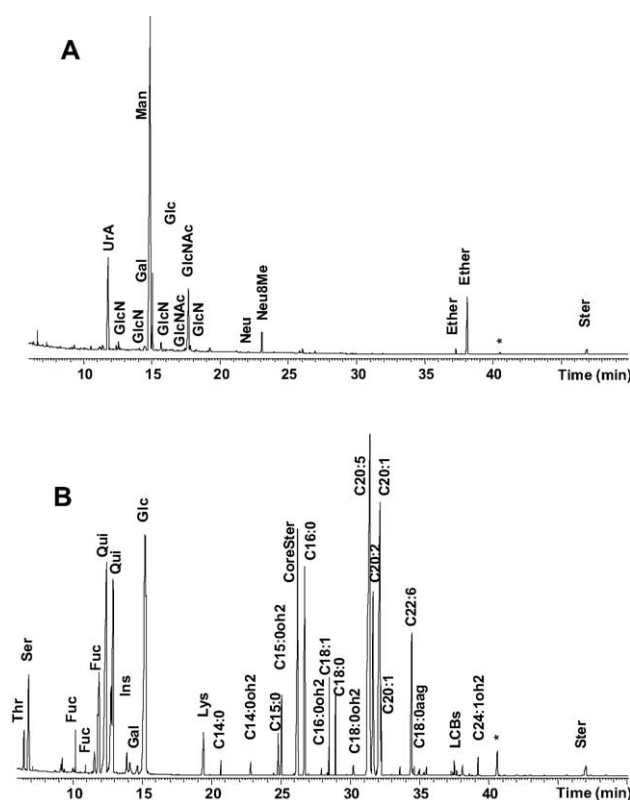 A
UrA
GlcN
GlcN
Gal
Man
GlcN
Glc
GlcNAc
GlcNAc
GlcN
Neu
Neu8Me
Ether
Ether
*
Ster
10
15
20
25
30
35
40
Time (min)
B
Thr
Ser
Fuc
Fuc
Fuc
Qui
Qui
Ins
Gal
Glc
Lys
C14:0
C14:0oh2
C15:0
C15:0oh2
CoreSter
C16:0
C16:0oh2
C18:1
C18:0
C18:0oh2
C20:5
C20:2
C20:1
C20:1
C22:6
C18:0aag
LCBs
C24:1oh2
*
Ster
10
15
20
25
30
35
40
Time (min)